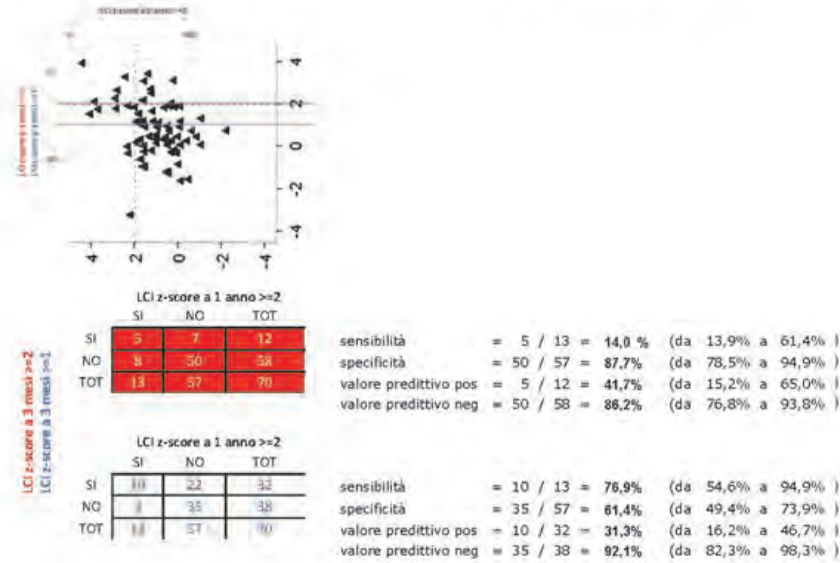 4
2
0
-2
-4
4
2
0
-2
-4
LCI z-score a 1 anno >=2
SI NO TOT
SI 5 7 12
NO 8 50 58
TOT 13 57 70
sensibilità = 5 / 13 = 14,0 % (da 13,9% a 61,4% )
specificità = 50 / 57 = 87,7% (da 78,5% a 94,9% )
valore predittivo pos = 5 / 12 = 41,7% (da 15,2% a 65,0% )
valore predittivo neg = 50 / 58 = 86,2% (da 76,8% a 93,8% )
LCI z-score a 3 mesi >=2
LCI z-score a 3 mesi >=1
LCI z-score a 1 anno >=2
SI NO TOT
SI 10 22 32
NO 3 35 38
TOT 13 57 70
sensibilità = 10 / 13 = 76,9% (da 54,6% a 94,9% )
specificità = 35 / 57 = 61,4% (da 49,4% a 73,9% )
valore predittivo pos = 10 / 32 = 31,3% (da 16,2% a 46,7% )
valore predittivo neg = 35 / 38 = 92,1% (da 82,3% a 98,3% )